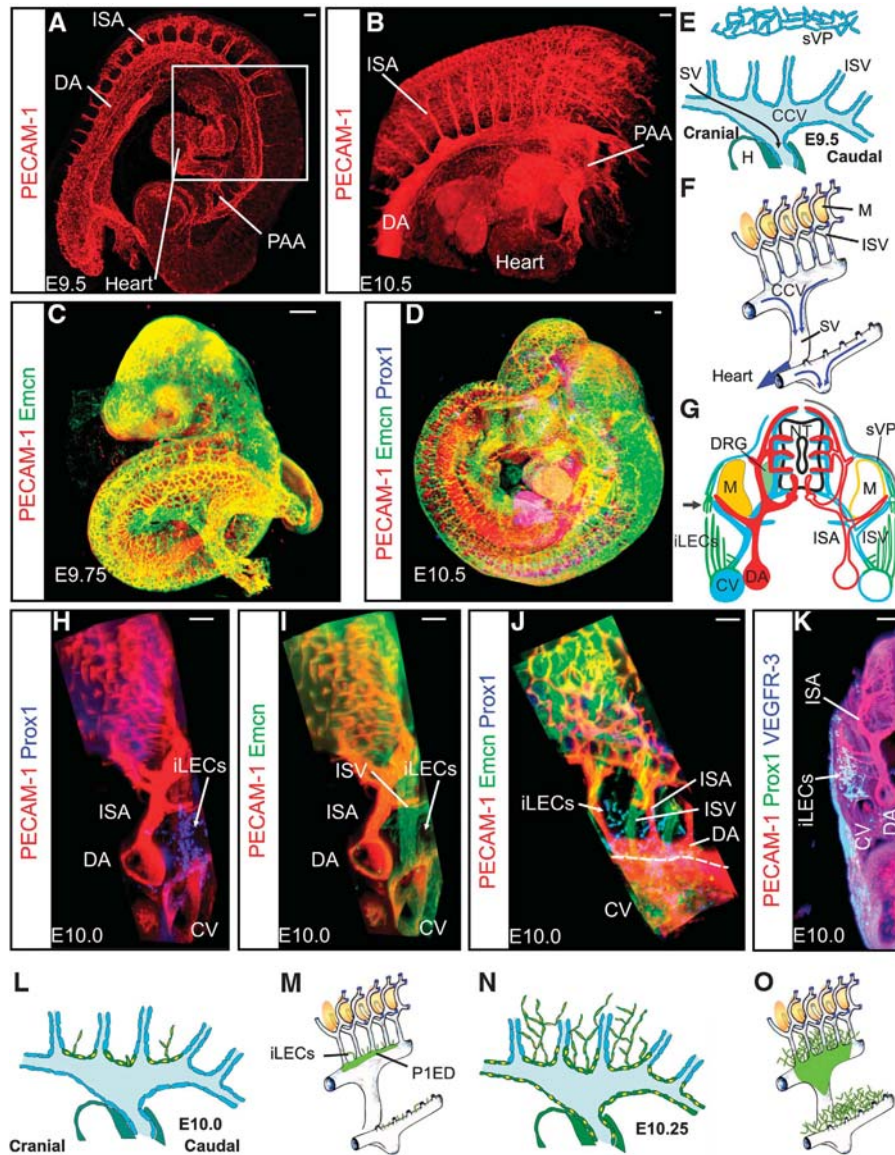 A
PECAM-1
ISA
DA
E9.5
Heart
PAA
B
PECAM-1
ISA
PAA
DA
Heart
E10.5
E
sVP
SV
ISV
CCV
Cranial
E9.5
H
Caudal
F
M
ISV
CCV
SV
Heart
C
PECAM-1 Emcn
E9.75
D
PECAM-1 Emcn Prox1
E10.5
G
NT
sVP
DRG
M
M
iLECs
ISA
ISV
CV
DA
H
PECAM-1 Prox1
iLECs
ISA
DA
CV
E10.0
I
PECAM-1 Emcn
ISV
iLECs
ISA
DA
CV
E10.0
J
PECAM-1 Emcn Prox1
iLECs
ISA
ISV
DA
CV
E10.0
K
PECAM-1 Prox1 VEGFR-3
ISA
iLECs
CV
DA
E10.0
L
E10.0
Cranial
Caudal
M
iLECs
P1ED
N
E10.25
O